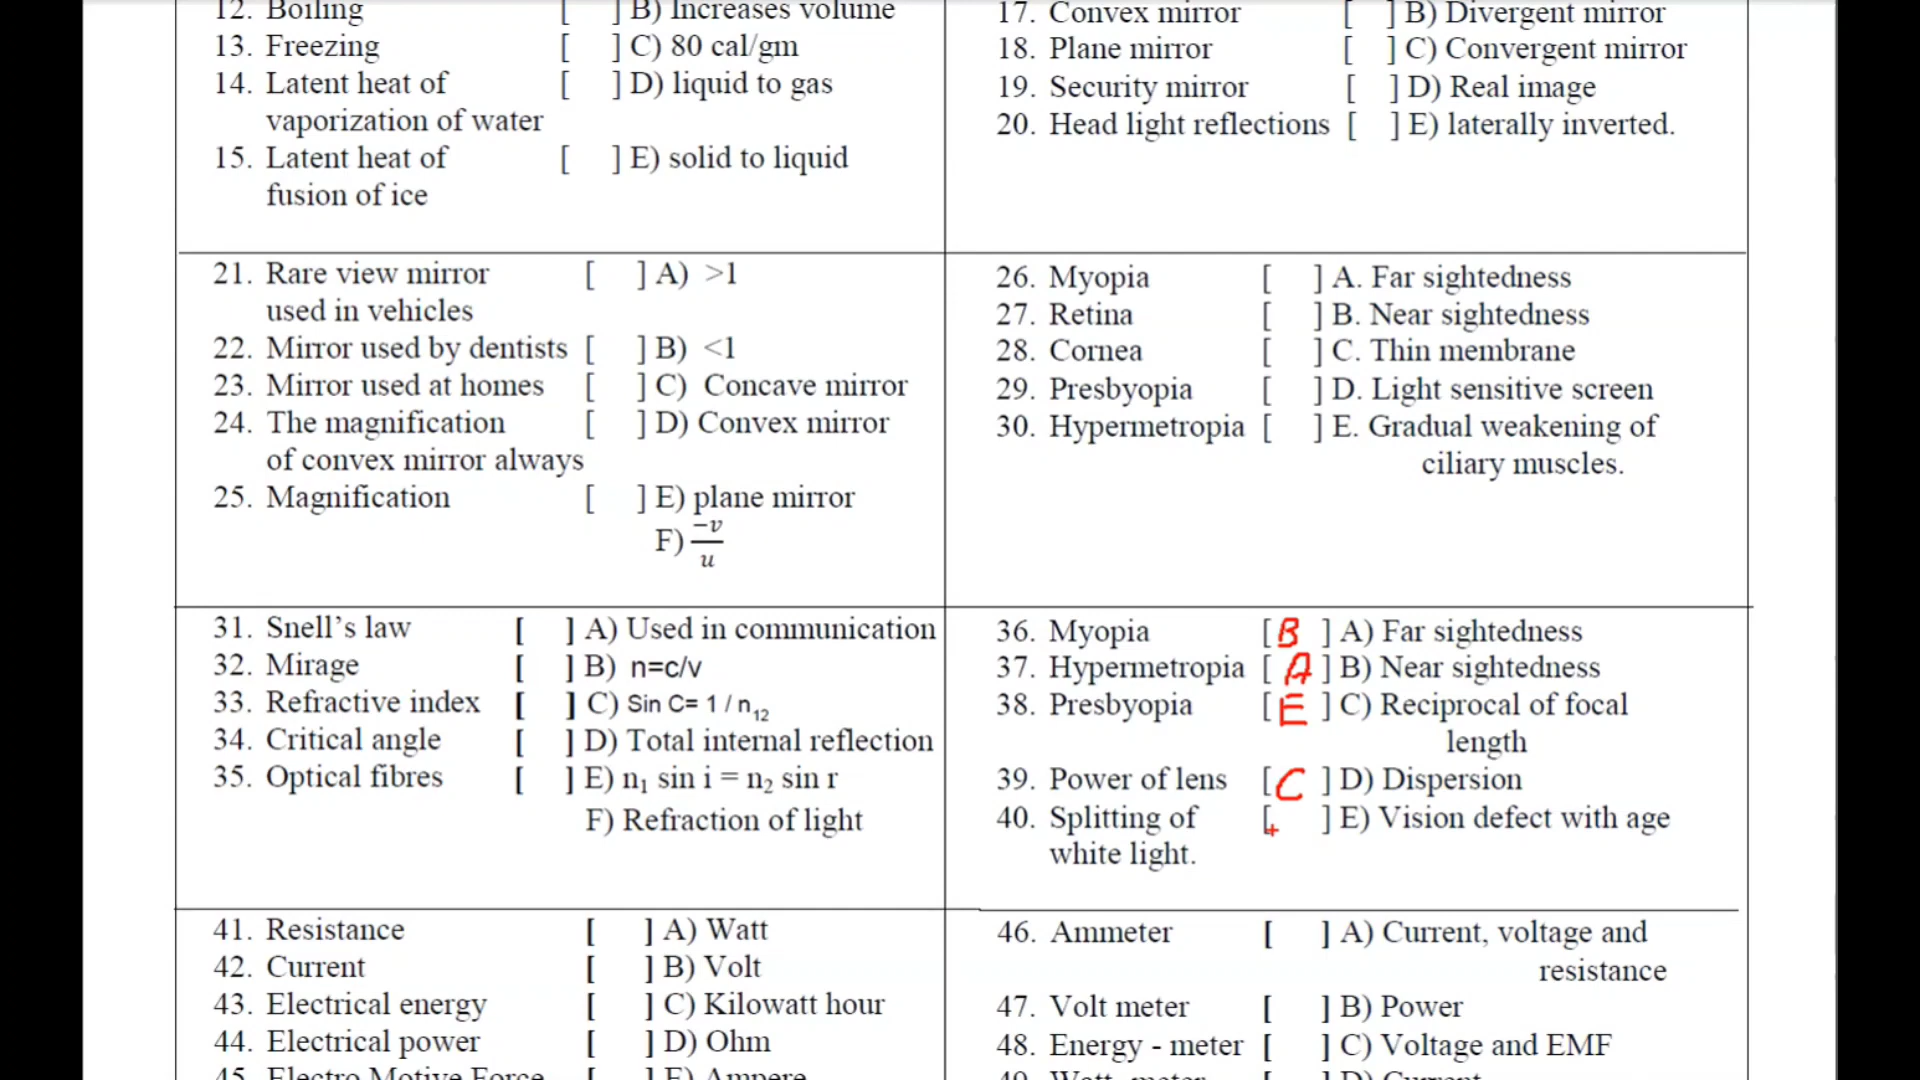 12. Boiling [ ] B) Increases volume
13. Freezing [ ] C) 80 cal/gm
14. Latent heat of [ ] D) liquid to gas
vaporization of water
15. Latent heat of [ ] E) solid to liquid
fusion of ice
17. Convex mirror [ ] B) Divergent mirror
18. Plane mirror [ ] C) Convergent mirror
19. Security mirror [ ] D) Real image
20. Head light reflections [ ] E) laterally inverted.
21. Rare view mirror [ ] A) >1
used in vehicles
22. Mirror used by dentists [ ] B) <1
23. Mirror used at homes [ ] C) Concave mirror
24. The magnification [ ] D) Convex mirror
of convex mirror always
25. Magnification [ ] E) plane mirror
F) -v/u
26. Myopia [ ] A. Far sightedness
27. Retina [ ] B. Near sightedness
28. Cornea [ ] C. Thin membrane
29. Presbyopia [ ] D. Light sensitive screen
30. Hypermetropia [ ] E. Gradual weakening of
ciliary muscles.
31. Snell's law [ ] A) Used in communication
32. Mirage [ ] B) n=c/v
33. Refractive index [ ] C) Sin C= 1 / n₁₂
34. Critical angle [ ] D) Total internal reflection
35. Optical fibres [ ] E) n₁ sin i = n₂ sin r
F) Refraction of light
36. Myopia [B ] A) Far sightedness
37. Hypermetropia [ A ] B) Near sightedness
38. Presbyopia [E ] C) Reciprocal of focal
length
39. Power of lens [C ] D) Dispersion
40. Splitting of [ ] E) Vision defect with age
white light.
41. Resistance [ ] A) Watt
42. Current [ ] B) Volt
43. Electrical energy [ ] C) Kilowatt hour
44. Electrical power [ ] D) Ohm
45. Electro Motive Force [ ] E) Ampere
46. Ammeter [ ] A) Current, voltage and
resistance
47. Volt meter [ ] B) Power
48. Energy - meter [ ] C) Voltage and EMF
49. Watt- meter [ ] D) Current